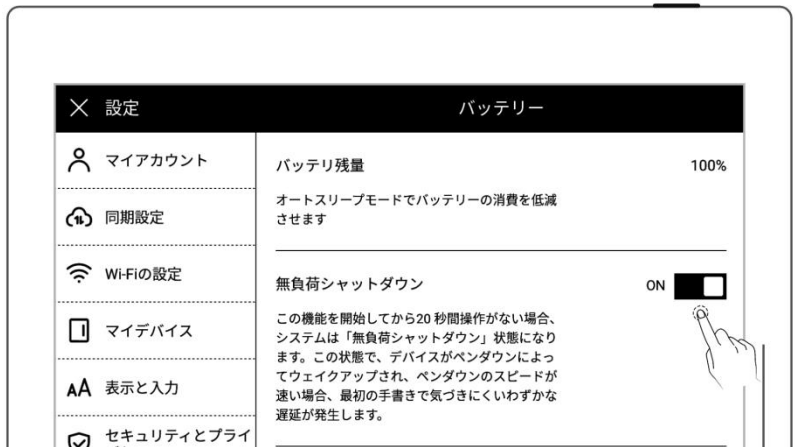 設定
バッテリー
マイアカウント
同期設定
Wi-Fiの設定
マイデバイス
AA 表示と入力
セキュリティとプライ
バッテリ残量 100%
オートスリープモードでバッテリーの消費を低減
させます
無負荷シャットダウン ON
この機能を開始してから20 秒間操作がない場合、
システムは「無負荷シャットダウン」状態になり
ます。この状態で、デバイスがペンダウンによっ
てウェイクアップされ、ペンダウンのスピードが
速い場合、最初の手書きで気づきにくいわずかな
遅延が発生します。